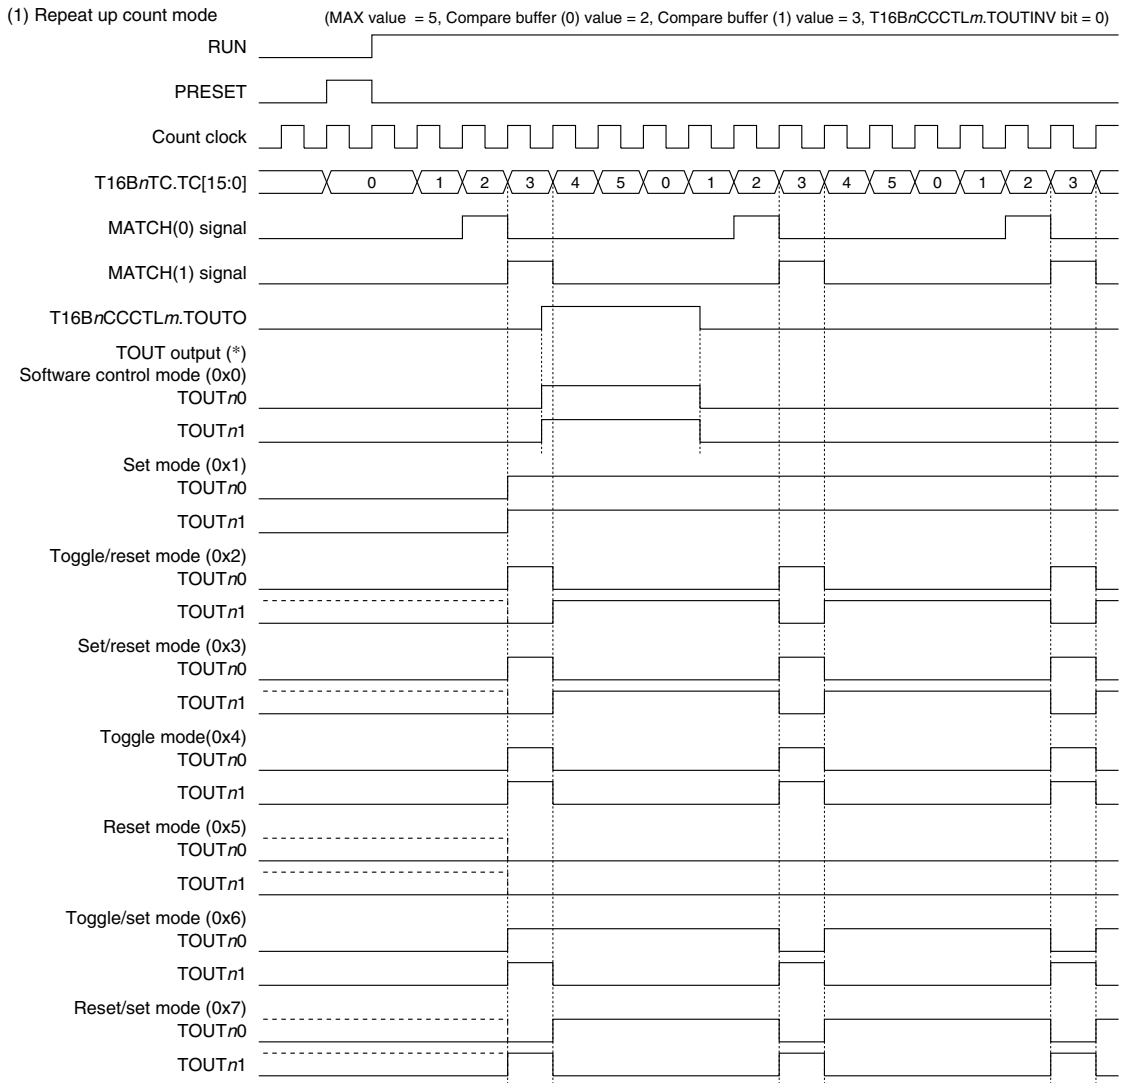 (1) Repeat up count mode (MAX value = 5, Compare buffer (0) value = 2, Compare buffer (1) value = 3, T16BnCCCTLm.TOUTINV bit = 0)
RUN
PRESET
Count clock
T16BnTC.TC[15:0] 0 1 2 3 4 5 0 1 2 3 4 5 0 1 2 3
MATCH(0) signal
MATCH(1) signal
T16BnCCCTLm.TOUTO
TOUT output (*)
Software control mode (0x0)
TOUTn0
TOUTn1
Set mode (0x1)
TOUTn0
TOUTn1
Toggle/reset mode (0x2)
TOUTn0
TOUTn1
Set/reset mode (0x3)
TOUTn0
TOUTn1
Toggle mode(0x4)
TOUTn0
TOUTn1
Reset mode (0x5)
TOUTn0
TOUTn1
Toggle/set mode (0x6)
TOUTn0
TOUTn1
Reset/set mode (0x7)
TOUTn0
TOUTn1